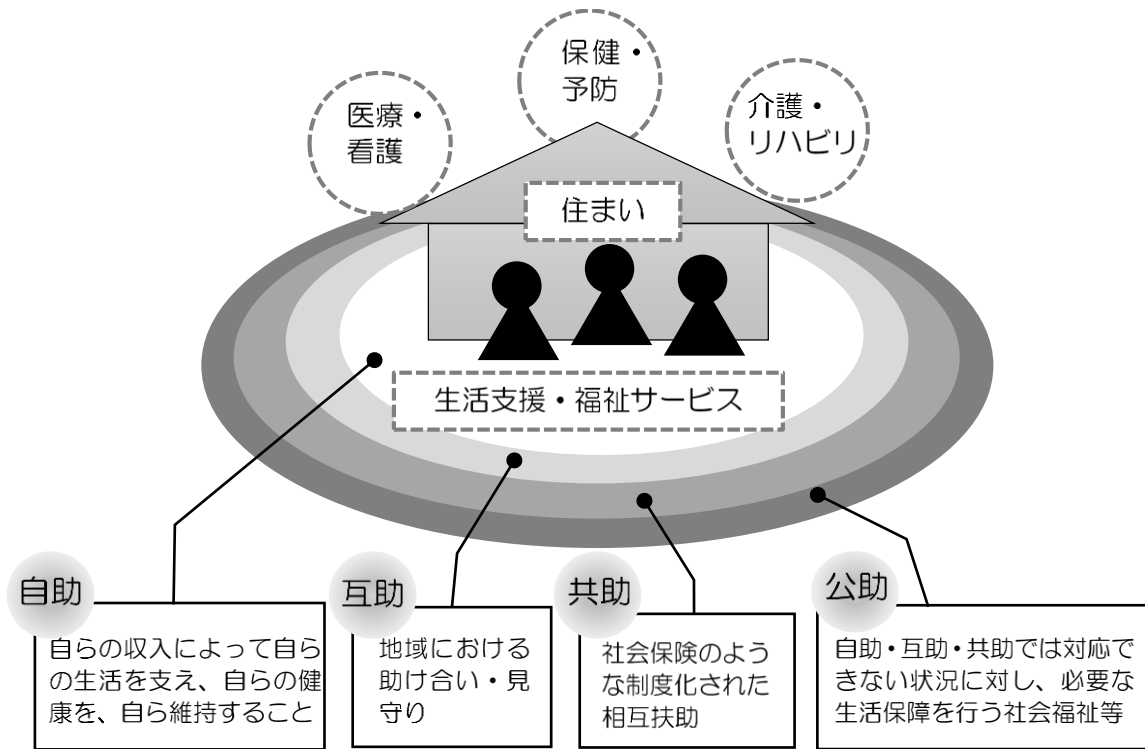 保健・
予防
医療・
看護
介護・
リハビリ
住まい
生活支援・福祉サービス
自助
自らの収入によって自ら
の生活を支え、自らの健
康を、自ら維持すること
互助
地域における
助け合い・見
守り
共助
社会保険のよう
な制度化された
相互扶助
公助
自助・互助・共助では対応で
きない状況に対し、必要な
生活保障を行う社会福祉等